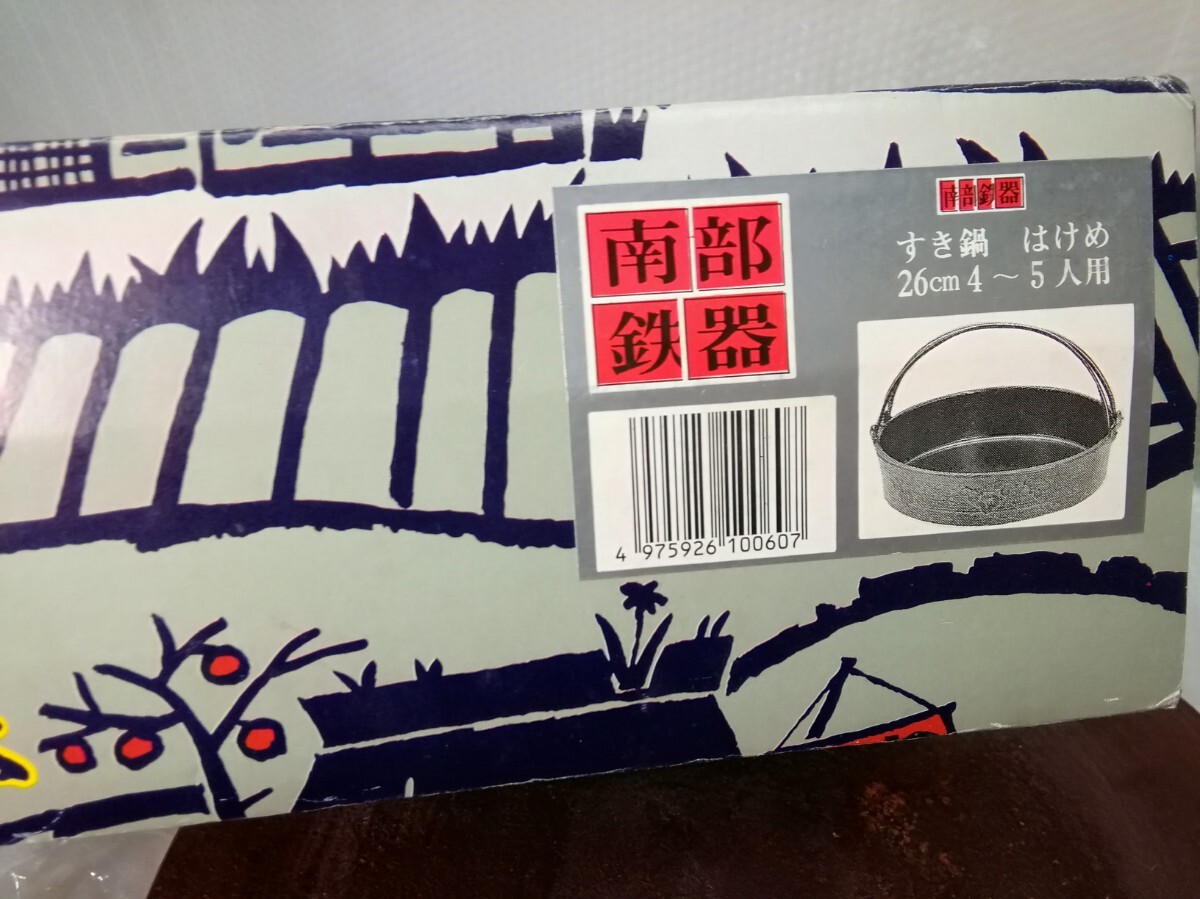 南部
鉄器
4 975926 100607
南部鉄器
すき鍋 はけめ
26cm 4～5人用